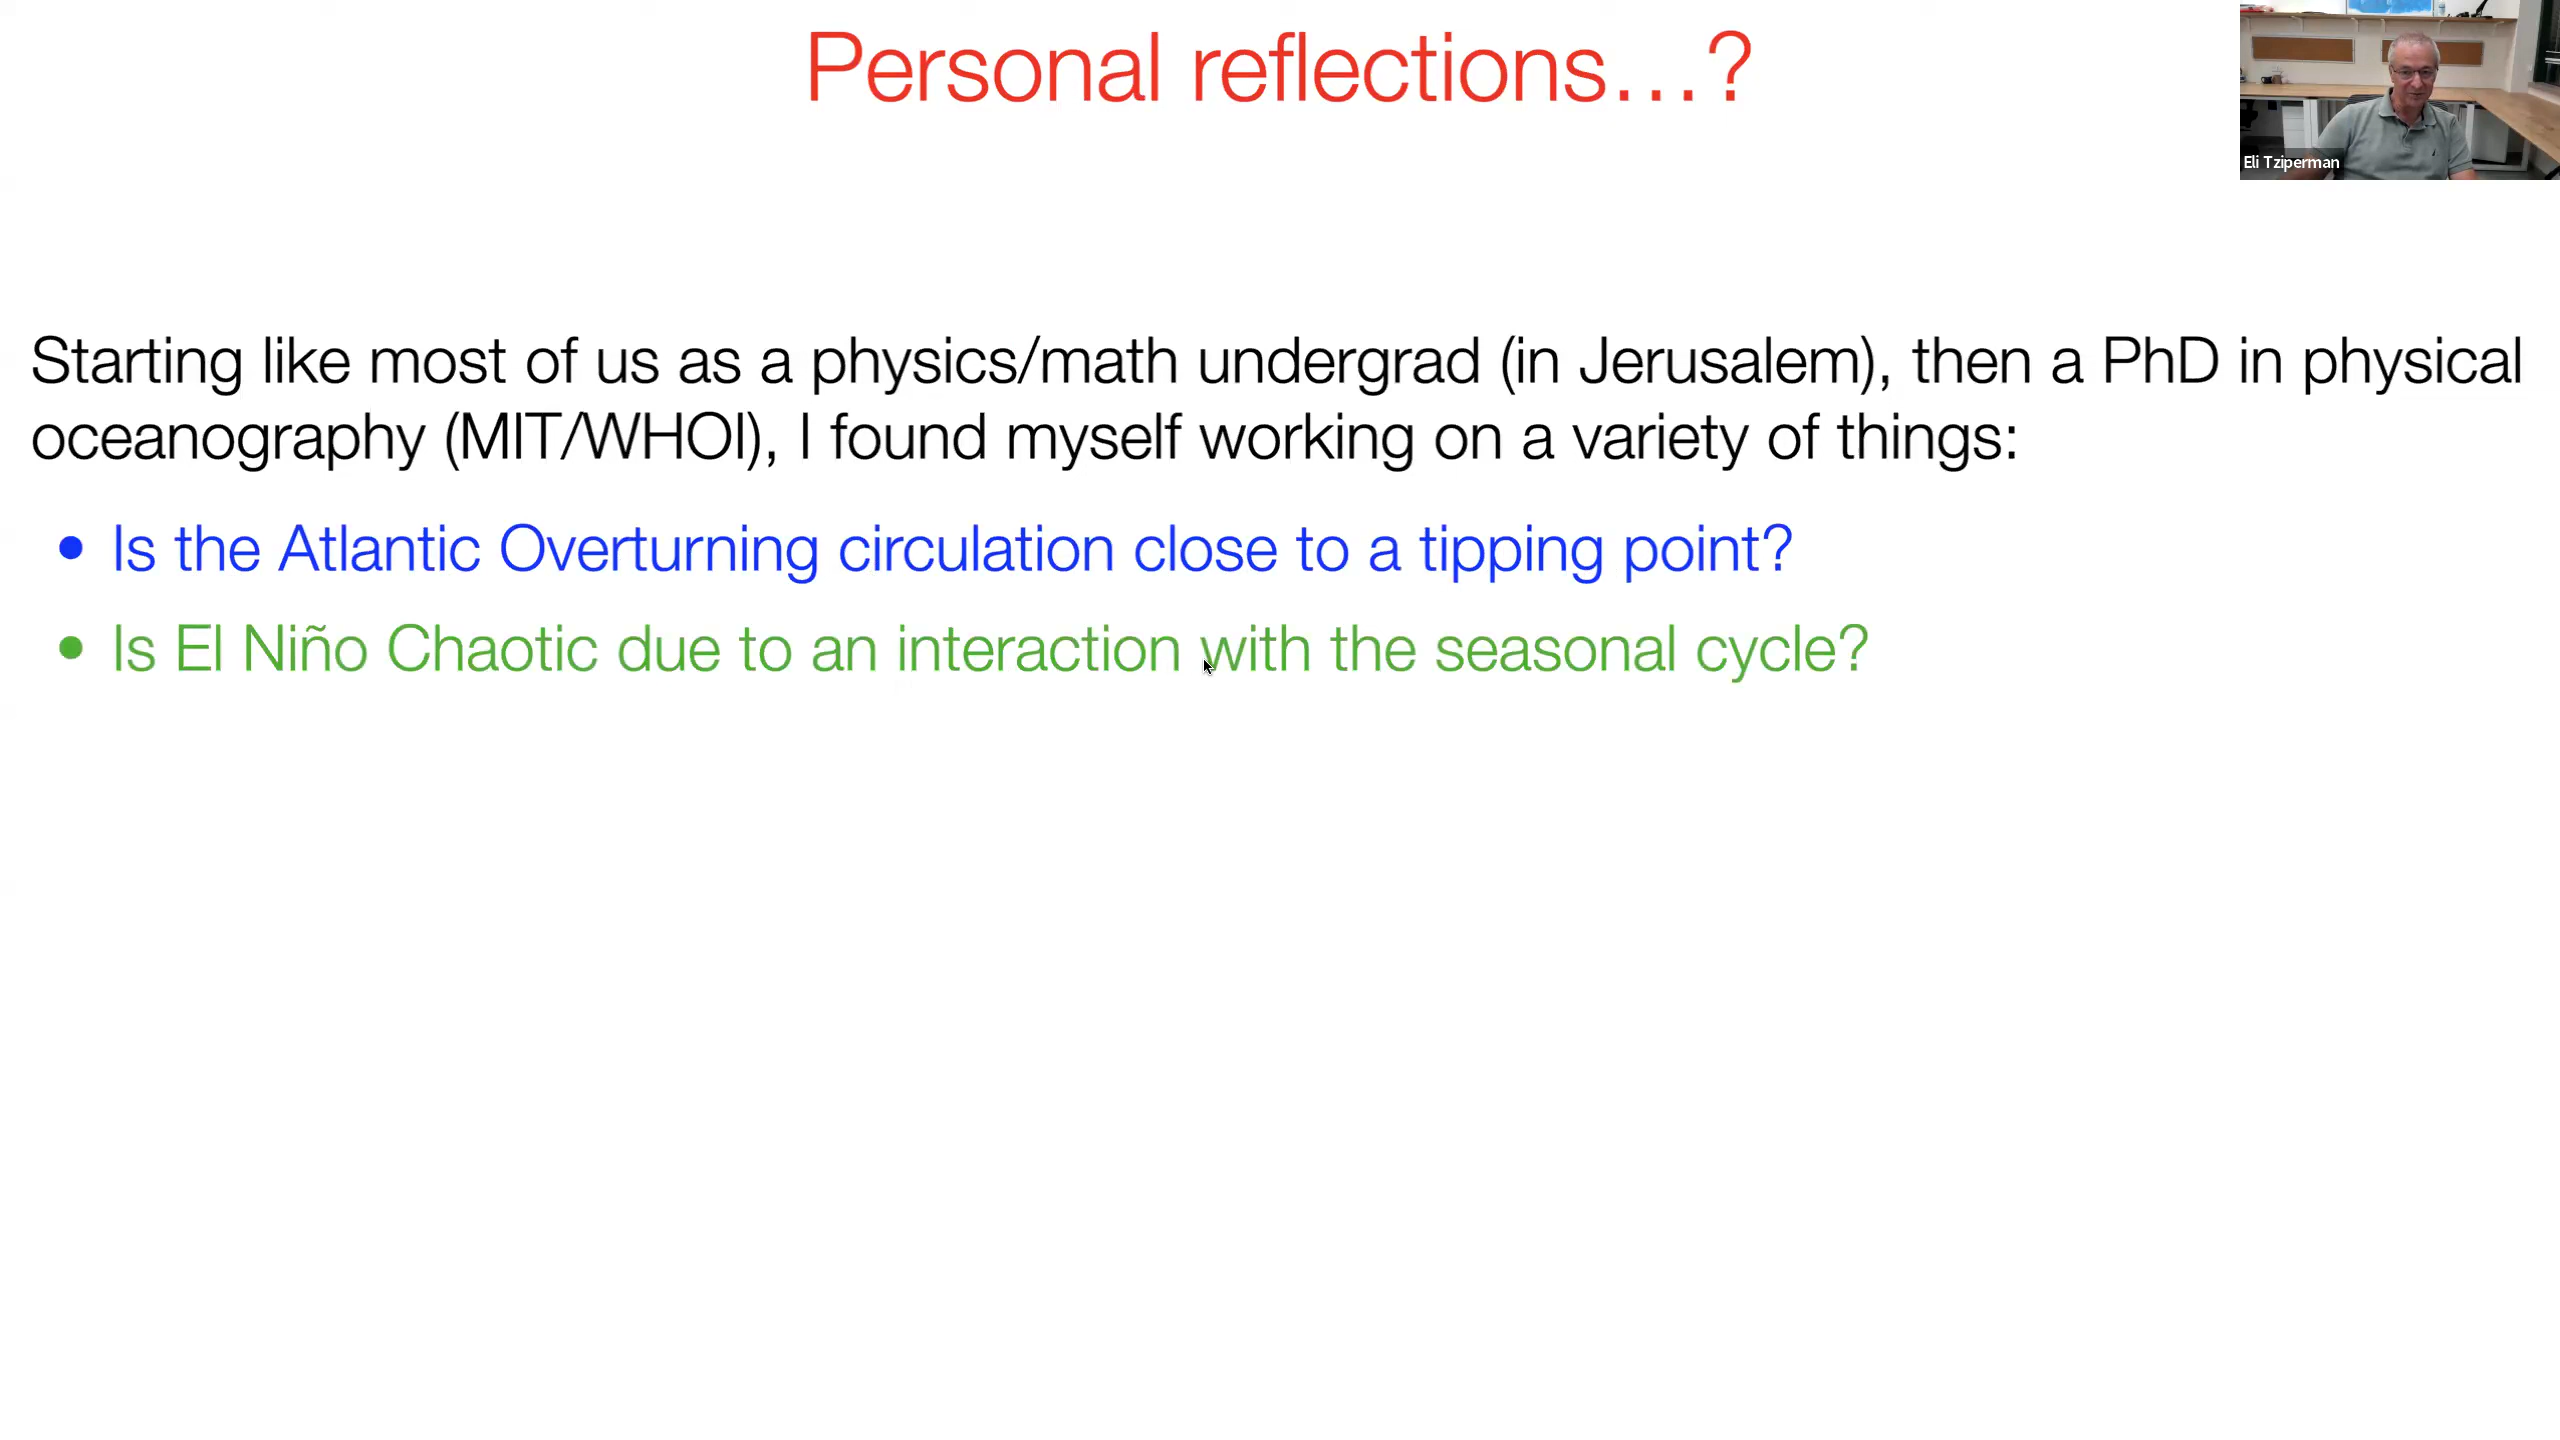 Personal reflections...?
Eli Tziperman
Starting like most of us as a physics/math undergrad (in Jerusalem), then a PhD in physical
oceanography (MIT/WHOI), I found myself working on a variety of things:
• Is the Atlantic Overturning circulation close to a tipping point?
• Is El Niño Chaotic due to an interaction with the seasonal cycle?